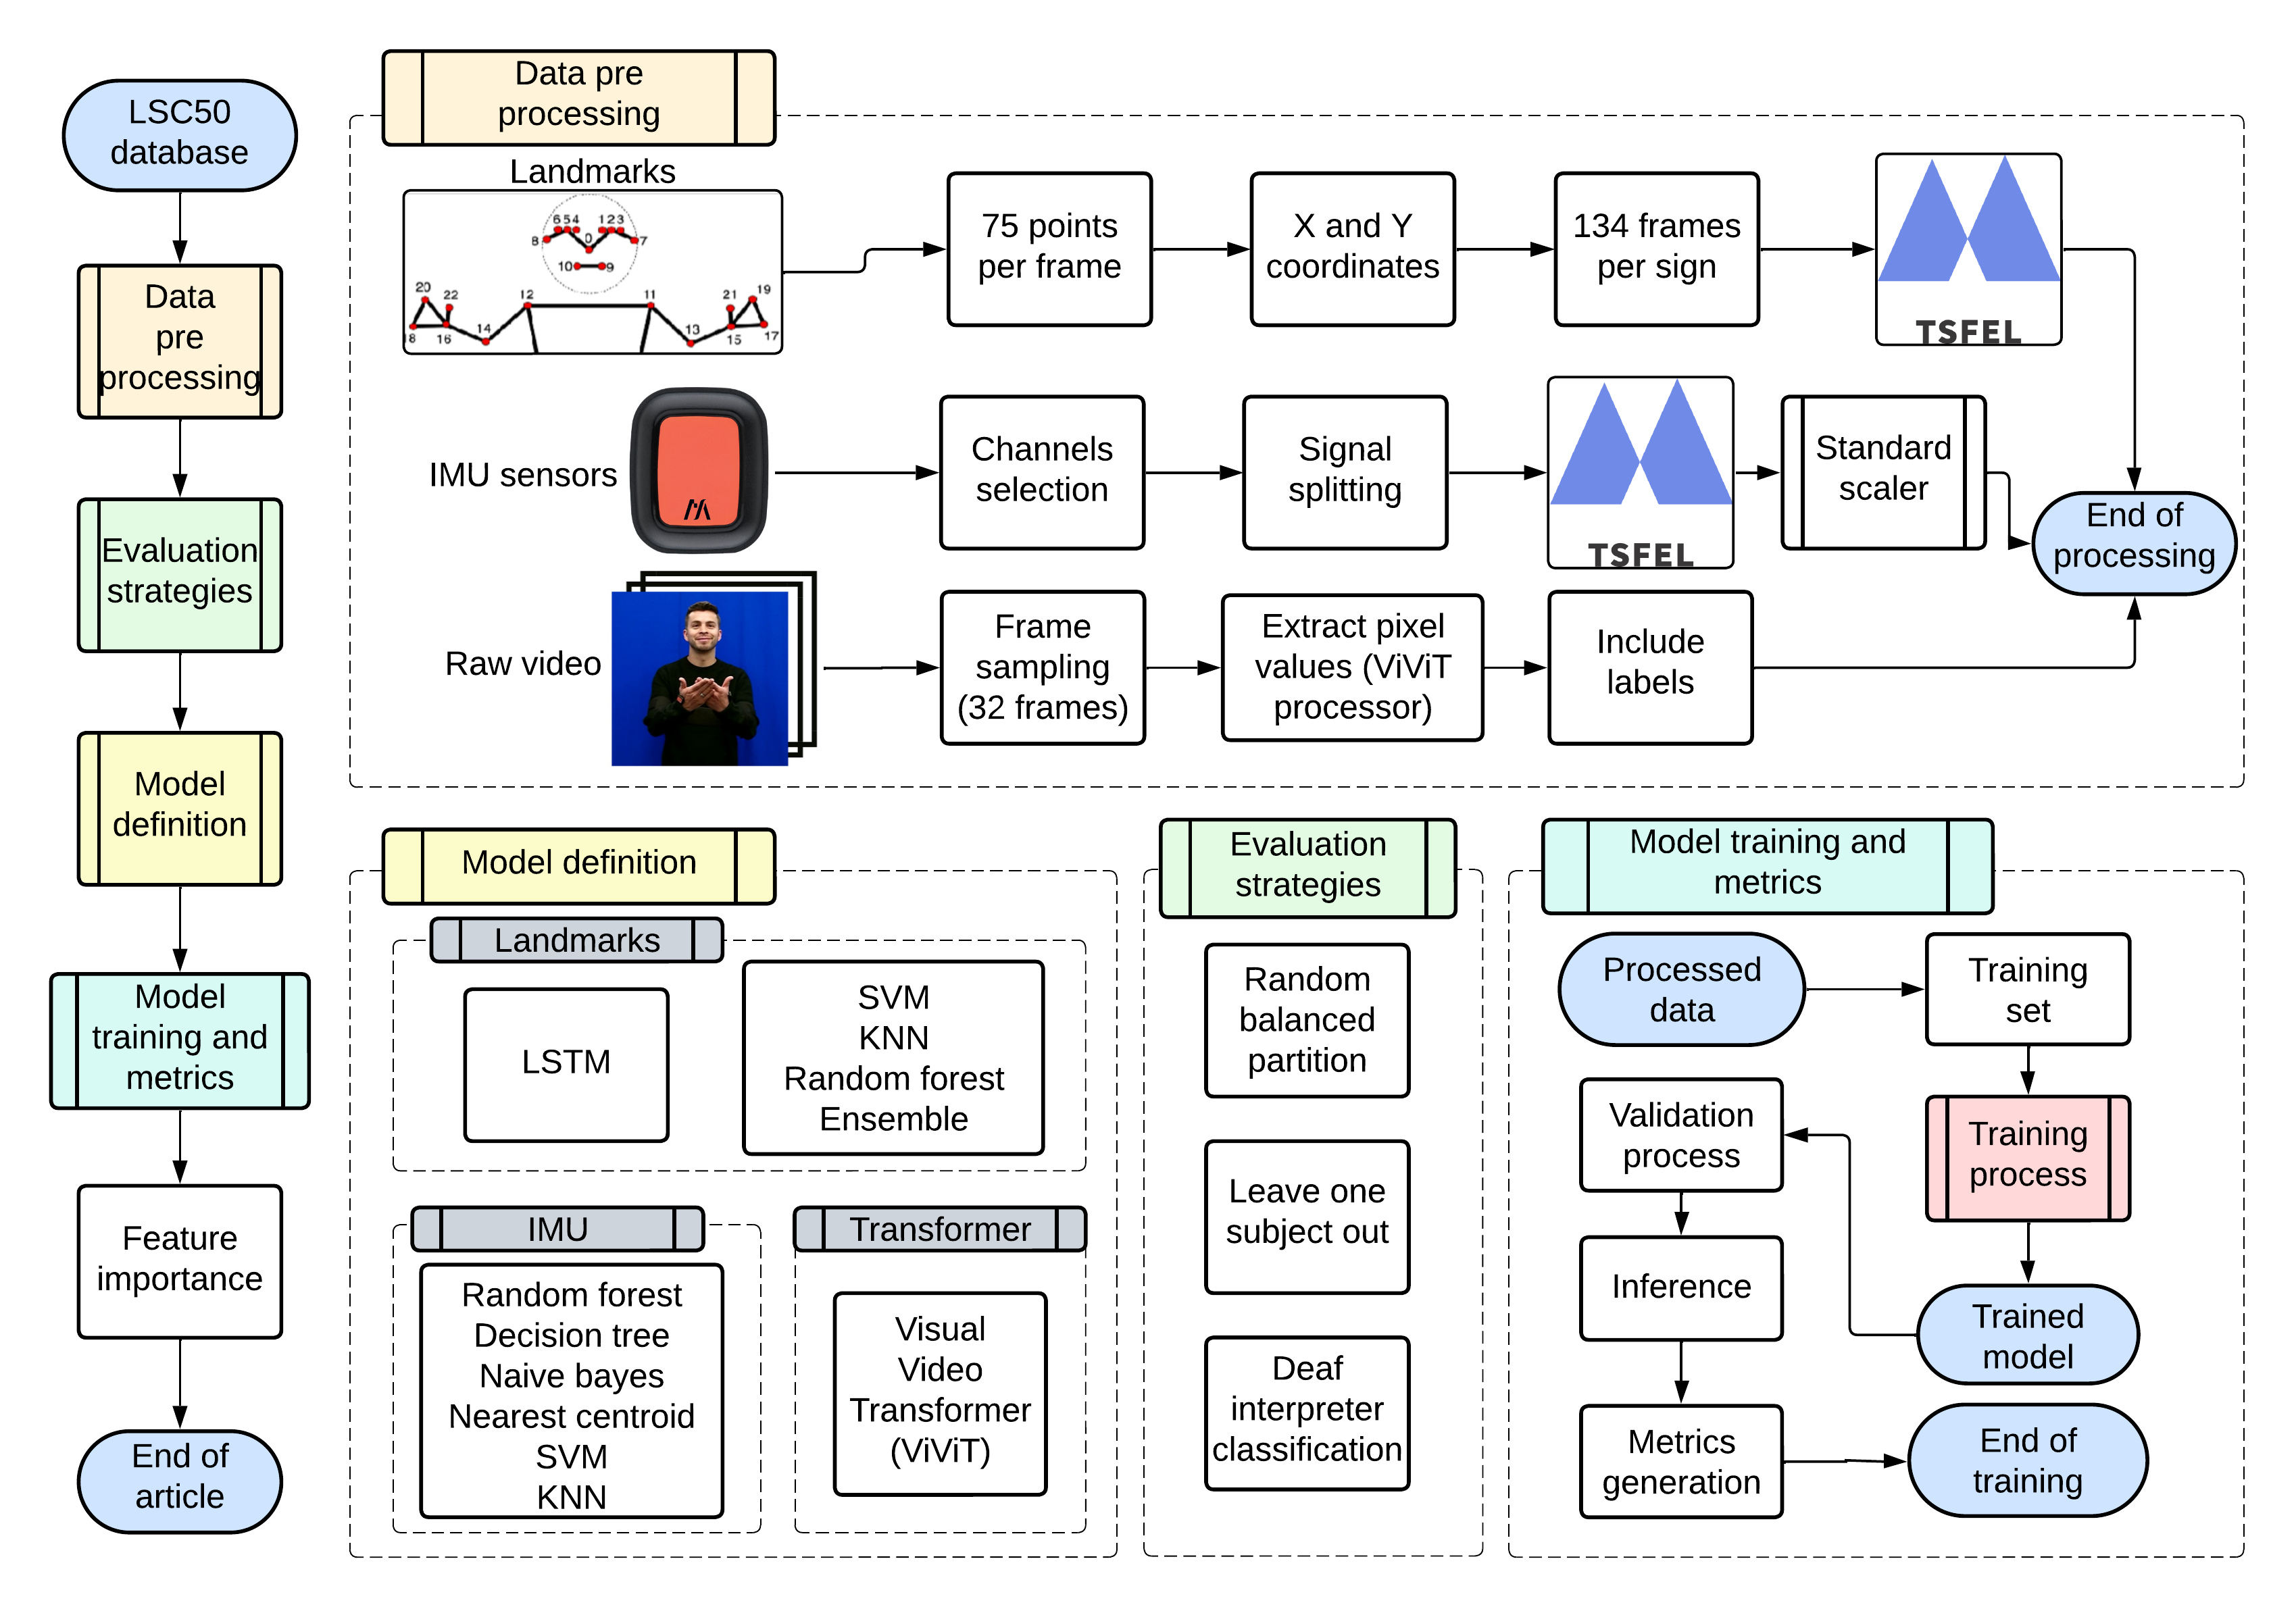 LSC50
database
Data
pre
processing
Evaluation
strategies
Model
definition
Model
training and
metrics
Feature
importance
End of
article
Data pre
processing
Landmarks
6 5 4 1 2 3
8 0 7
10 9
20 22 12 11 21 19
18 16 14 13 15 17
75 points
per frame
X and Y
coordinates
134 frames
per sign
TSFEL
IMU sensors
Channels
selection
Signal
splitting
TSFEL
Standard
scaler
End of
processing
Raw video
Frame
sampling
(32 frames)
Extract pixel
values (ViViT
processor)
Include
labels
Model definition
Landmarks
LSTM
SVM
KNN
Random forest
Ensemble
IMU
Random forest
Decision tree
Naive bayes
Nearest centroid
SVM
KNN
Transformer
Visual
Video
Transformer
(ViViT)
Evaluation
strategies
Random
balanced
partition
Leave one
subject out
Deaf
interpreter
classification
Model training and
metrics
Processed
data
Training
set
Training
process
Trained
model
Validation
process
Inference
Metrics
generation
End of
training